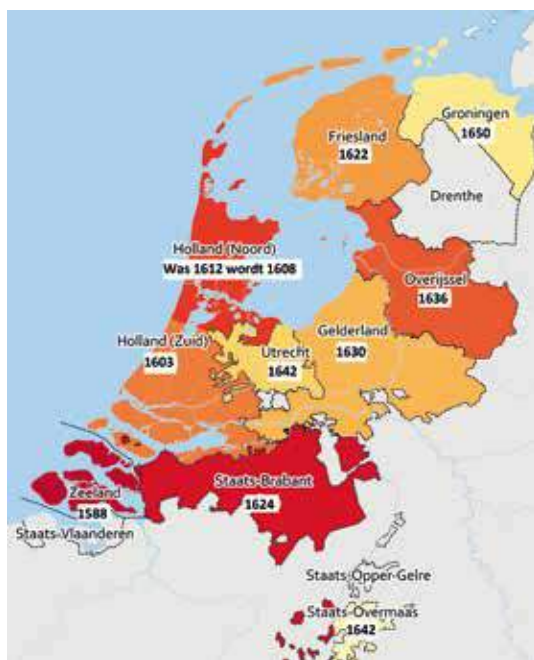 Groningen
1650
Friesland
1622
Drenthe
Holland (Noord)
Was 1612 wordt 1608
Overijssel
1636
Holland (Zuid)
1603
Utrecht
1642
Gelderland
1630
Zeeland
1588
Staats-Brabant
1624
Staats-Vlaanderen
Staats-Opper-Gelre
Staats-Overmaas
1642